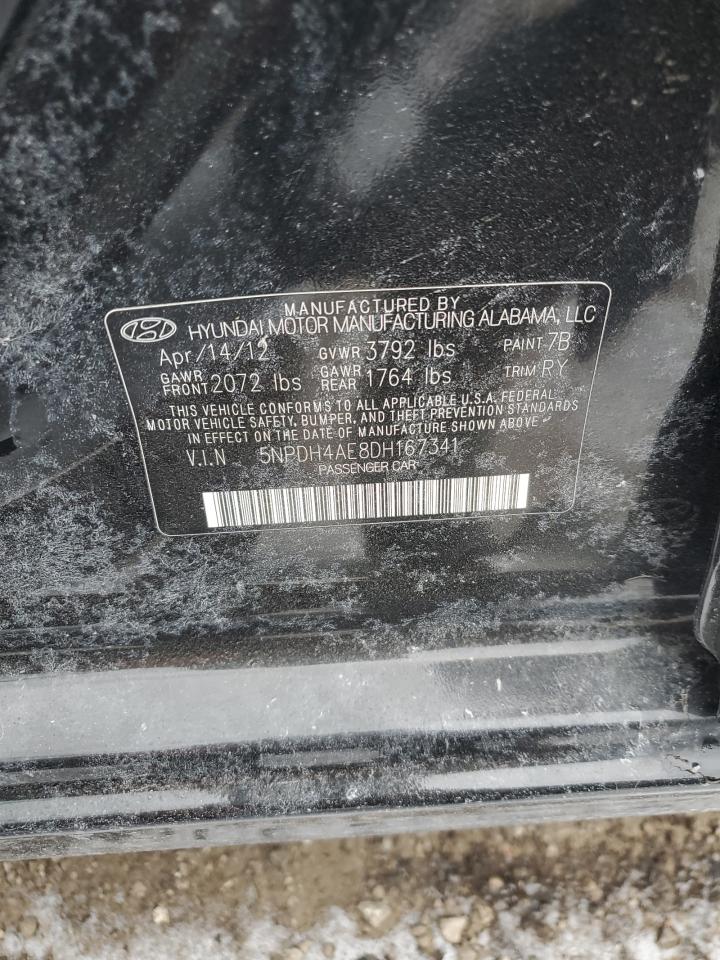 MANUFACTURED BY
HYUNDAI MOTOR MANUFACTURING ALABAMA, LLC
Apr/14/12 GVWR 3792 lbs PAINT 7B
GAWR FRONT 2072 lbs GAWR REAR 1764 lbs TRIM RY
THIS VEHICLE CONFORMS TO ALL APPLICABLE U.S.A. FEDERAL
MOTOR VEHICLE SAFETY, BUMPER, AND THEFT PREVENTION STANDARDS
IN EFFECT ON THE DATE OF MANUFACTURE SHOWN ABOVE.
V.I.N 5NPDH4AE8DH167341
PASSENGER CAR